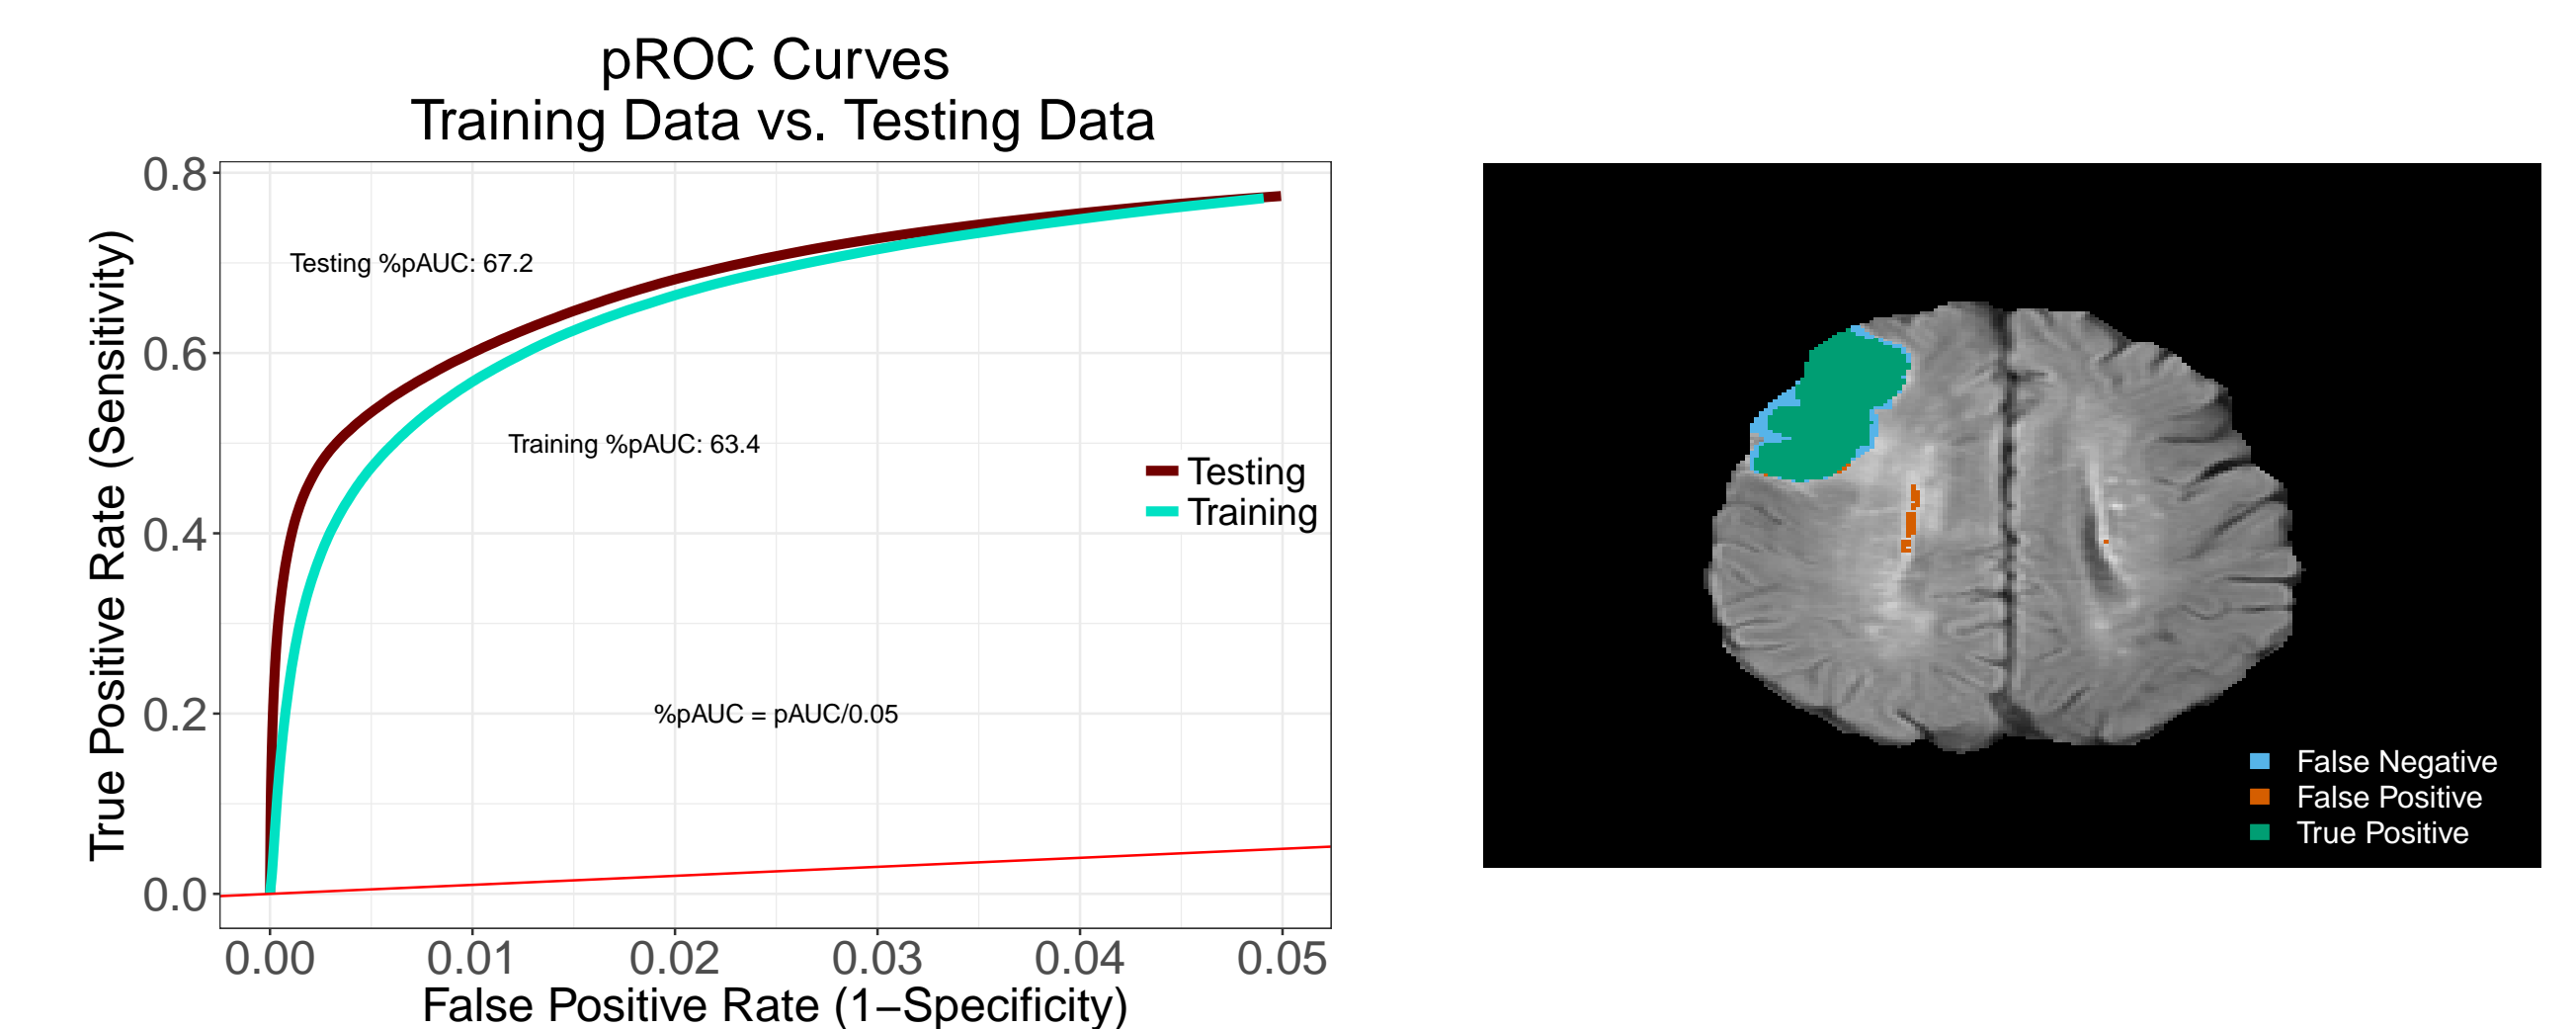 pROC Curves
Training Data vs. Testing Data
True Positive Rate (Sensitivity)
0.8
0.6
0.4
0.2
0.0
Testing %pAUC: 67.2
Training %pAUC: 63.4
Testing
Training
%pAUC = pAUC/0.05
0.00 0.01 0.02 0.03 0.04 0.05
False Positive Rate (1−Specificity)
False Negative
False Positive
True Positive